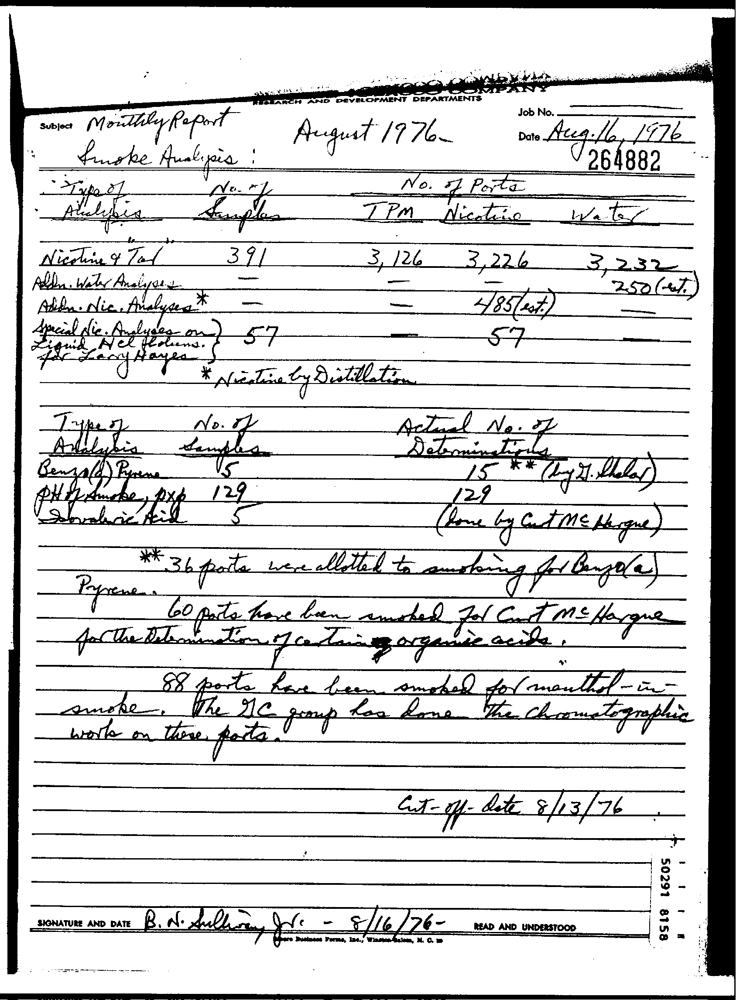 COMPANY
RESEARCH AND DEVELOPMENT DEPARTMENTS
Subject Monthly Report August 1976 Job No.
Date Aug. 16, 1976
Smoke Analysis : 264882
Type of No. of No. of Ports
Analysis Samples TPM Nicotine Water
Nicotine & "Tar" 391 3,126 3,226 3,232
Addn. Water Analyses — — 250 (est.)
Addn. Nic. Analyses* — — 485 (est.) —
Special Nic. Analyses on
Liquid 57 — 57 —
for Larry Hayes
* Nicotine by Distillation
Type of No. of Actual No. of
Analysis Samples Determinations
Benzo(a) Pyrene 5 15 ** (by G.
pH of smoke, pxp 129 129
Isovaleric Acid 5 (done by Curt McHargue)
** 36 ports were allotted to smoking for Benzo(a)
Pyrene.
60 ports have been smoked for Curt McHargue
for the Determination of certain organic acids.
88 ports have been smoked for menthol-in-
smoke. The GC group has done the chromatographic
work on these ports.
Cut-off-date 8/13/76
50291 8158
SIGNATURE AND DATE B. N. Sullivan, Jr. - 8/16/76- READ AND UNDERSTOOD
Business Forms, Inc., Winston-Salem, N. C.